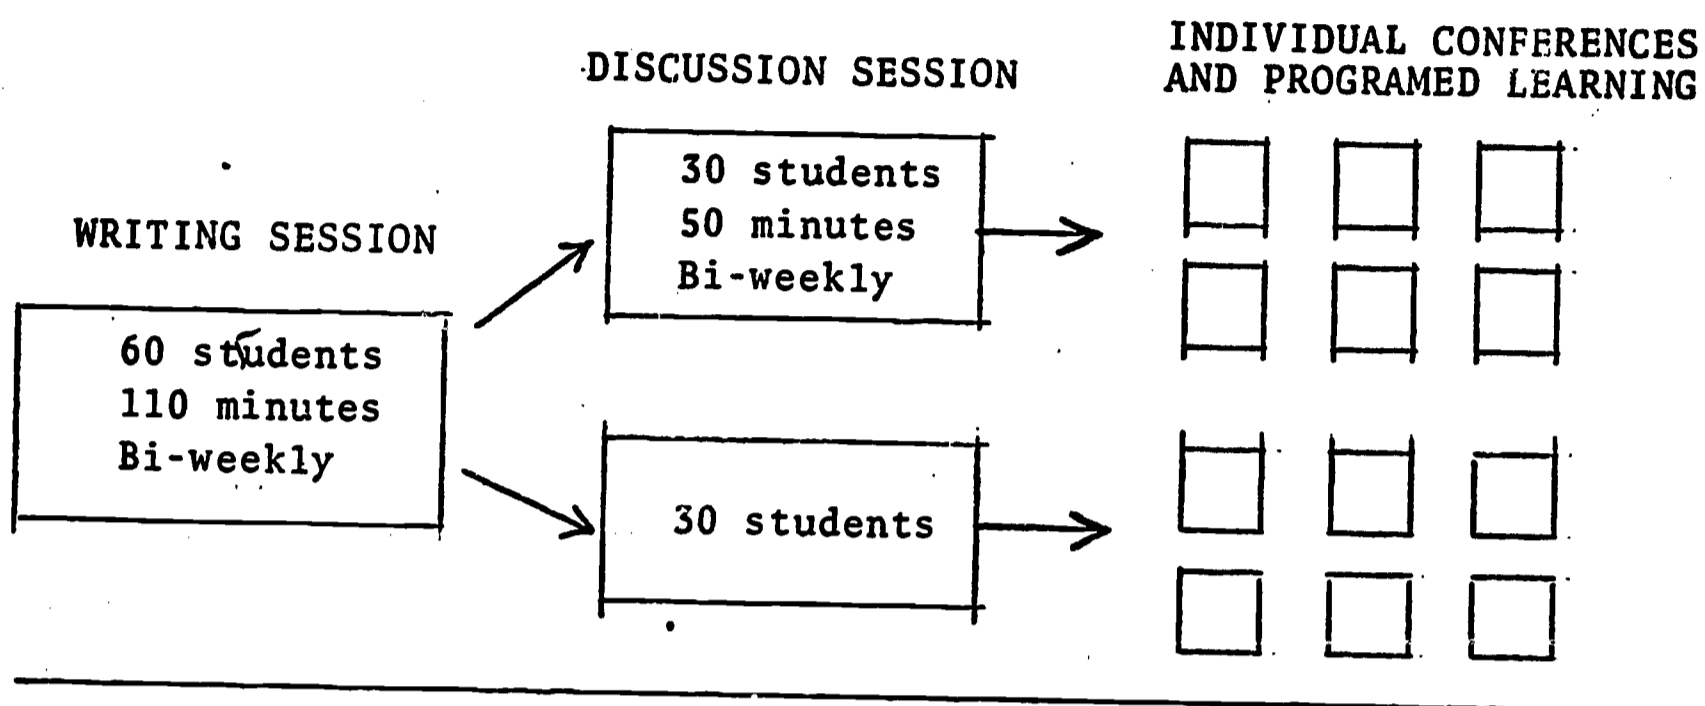 WRITING SESSION
60 students
110 minutes
Bi-weekly
DISCUSSION SESSION
30 students
50 minutes
Bi-weekly
30 students
INDIVIDUAL CONFERENCES
AND PROGRAMED LEARNING